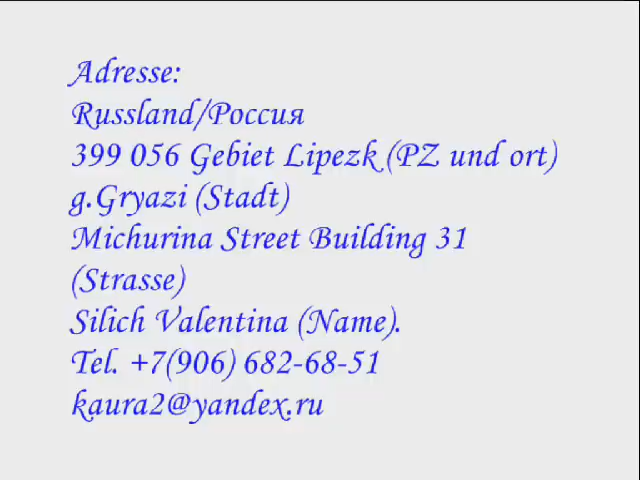 Adresse:
Russland/Россия
399 056 Gebiet Lipezk (PZ und ort)
g.Gryazi (Stadt)
Michurina Street Building 31
(Strasse)
Silich Valentina (Name).
Tel. +7(906) 682-68-51
kaura2@yandex.ru